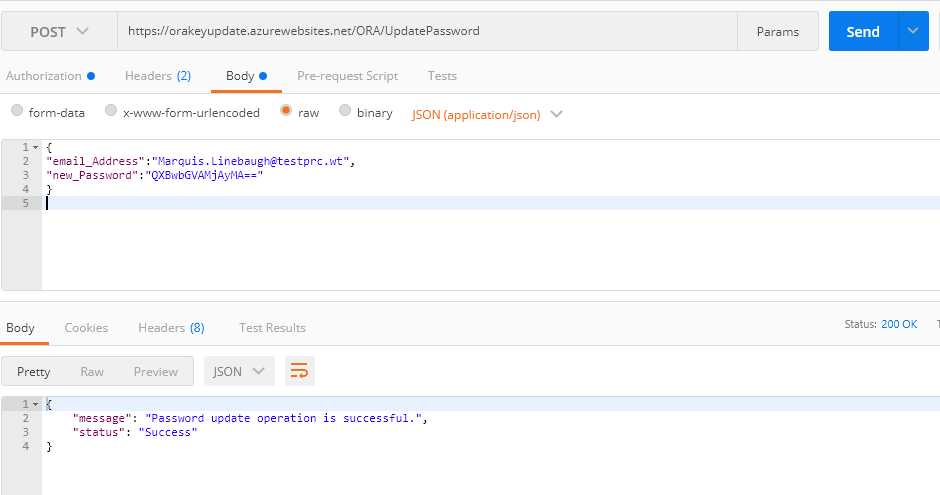 POST https://orakeyupdate.azurewebsites.net/ORA/UpdatePassword Params Send
Authorization Headers (2) Body Pre-request Script Tests
form-data x-www-form-urlencoded raw binary JSON (application/json)
1 {
2 "email_Address":"Marquis.Linebaugh@testprc.wt",
3 "new_Password":"QXBwbGVAMjAyMA=="
4 }
5
Body Cookies Headers (8) Test Results Status: 200 OK
Pretty Raw Preview JSON
1 {
2 "message": "Password update operation is successful.",
3 "status": "Success"
4 }